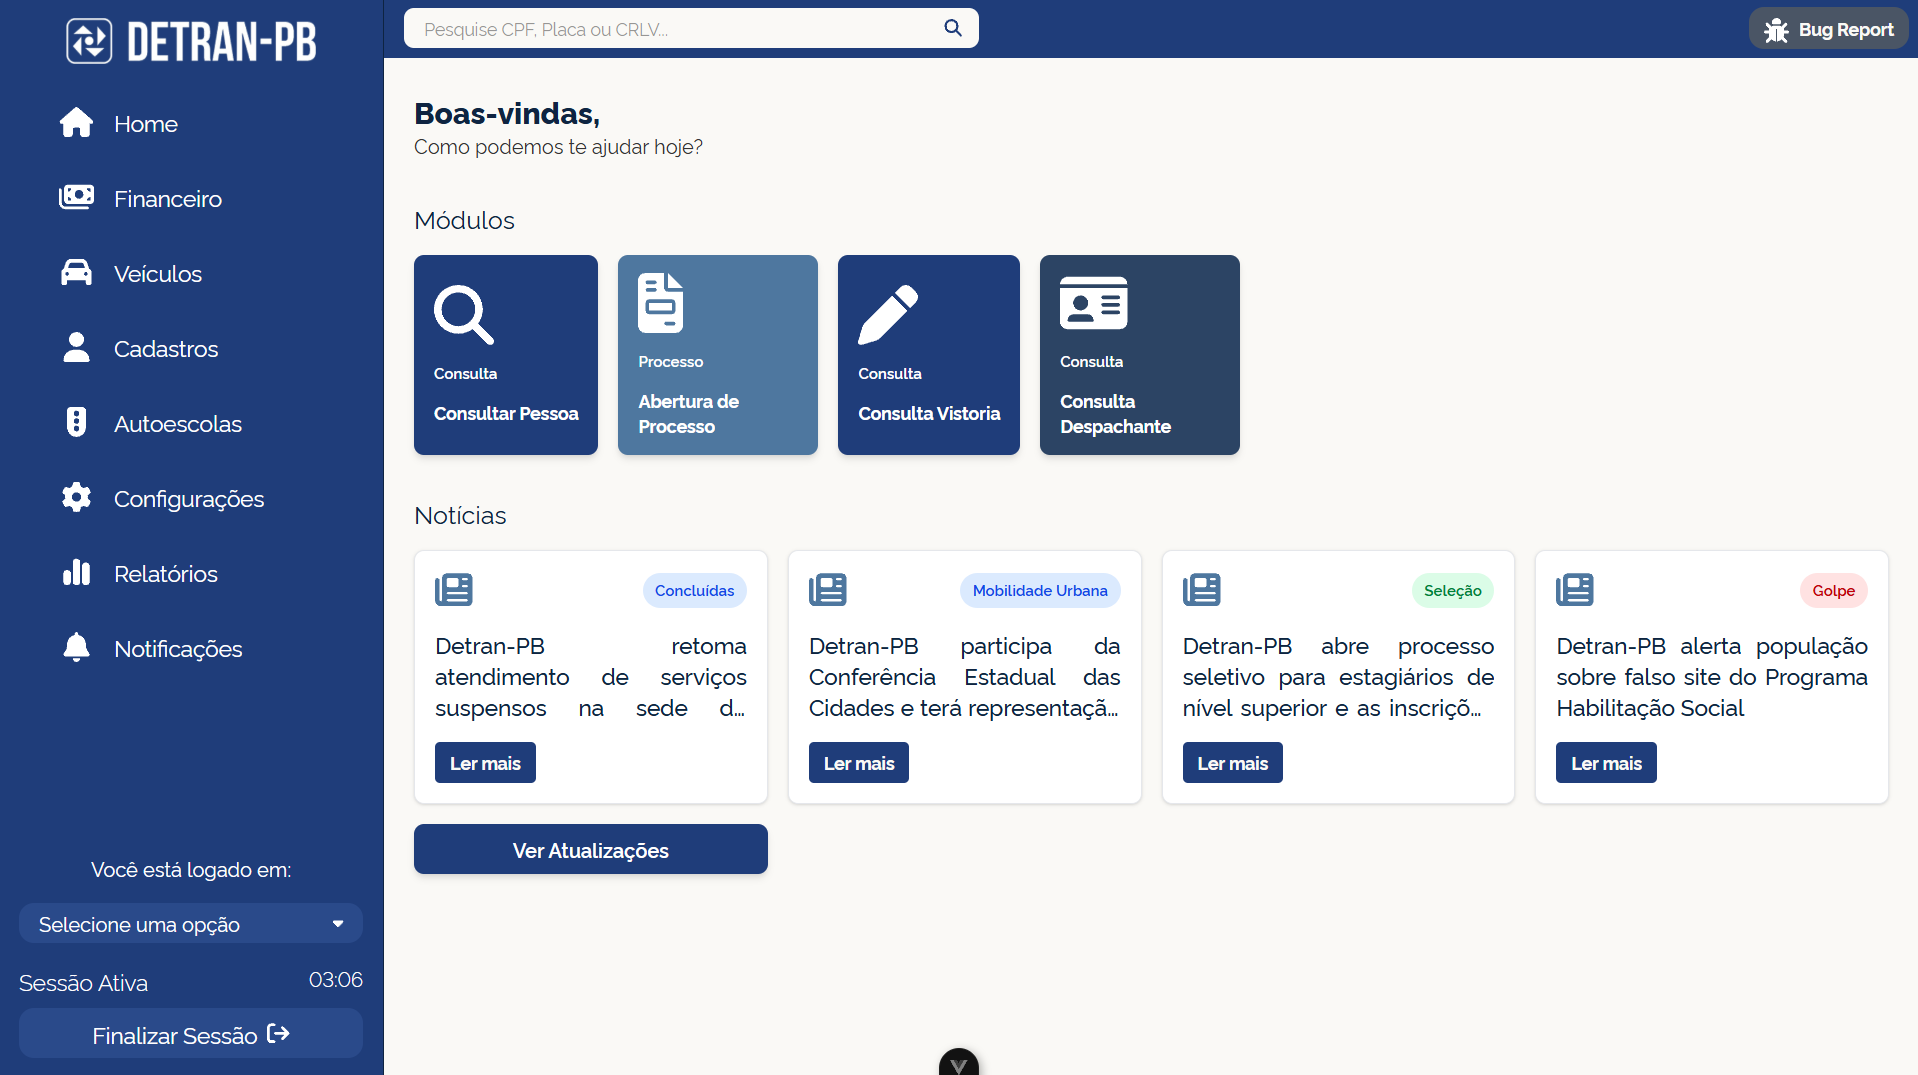 DETRAN-PB
Home
Financeiro
Veículos
Cadastros
Autoescolas
Configurações
Relatórios
Notificações
Você está logado em:
Selecione uma opção
Sessão Ativa
03:06
Finalizar Sessão
Pesquise CPF, Placa ou CRLV...
Bug Report
Boas-vindas,
Como podemos te ajudar hoje?
Módulos
Consulta
Consultar Pessoa
Processo
Abertura de
Processo
Consulta
Consulta Vistoria
Consulta
Consulta
Despachante
Notícias
Concluídas
Detran-PB retoma
atendimento de serviços
suspensos na sede d...
Ler mais
Mobilidade Urbana
Detran-PB participa da
Conferência Estadual das
Cidades e terá representaçã...
Ler mais
Seleção
Detran-PB abre processo
seletivo para estagiários de
nível superior e as inscriçõ...
Ler mais
Golpe
Detran-PB alerta população
sobre falso site do Programa
Habilitação Social
Ler mais
Ver Atualizações